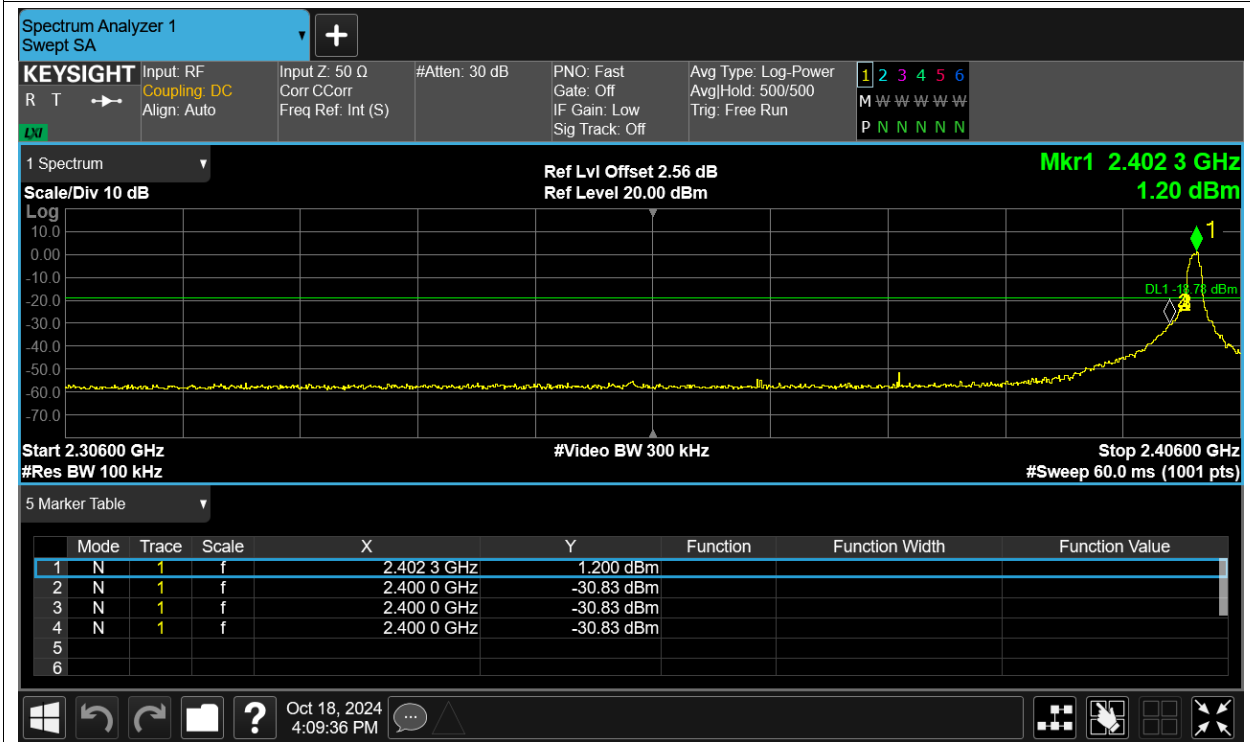 Spectrum Analyzer 1
Swept SA
KEYSIGHT Input: RF Input Z: 50 Ω #Atten: 30 dB PNO: Fast Avg Type: Log-Power 1 2 3 4 5 6
R T Coupling: DC Corr CCorr Gate: Off Avg|Hold: 500/500 M W W W W W
Align: Auto Freq Ref: Int (S) IF Gain: Low Trig: Free Run
LXI Sig Track: Off P N N N N N
1 Spectrum Ref Lvl Offset 2.56 dB Mkr1 2.402 3 GHz
Scale/Div 10 dB Ref Level 20.00 dBm 1.20 dBm
Log
10.0 1
0.00
-10.0
DL1 -18.78 dBm
-20.0
-30.0
-40.0
-50.0
-60.0
-70.0
Start 2.30600 GHz #Video BW 300 kHz Stop 2.40600 GHz
#Res BW 100 kHz #Sweep 60.0 ms (1001 pts)
5 Marker Table
Mode Trace Scale X Y Function Function Width Function Value
1 N 1 f 2.402 3 GHz 1.200 dBm
2 N 1 f 2.400 0 GHz -30.83 dBm
3 N 1 f 2.400 0 GHz -30.83 dBm
4 N 1 f 2.400 0 GHz -30.83 dBm
5
6
? Oct 18, 2024
4:09:36 PM